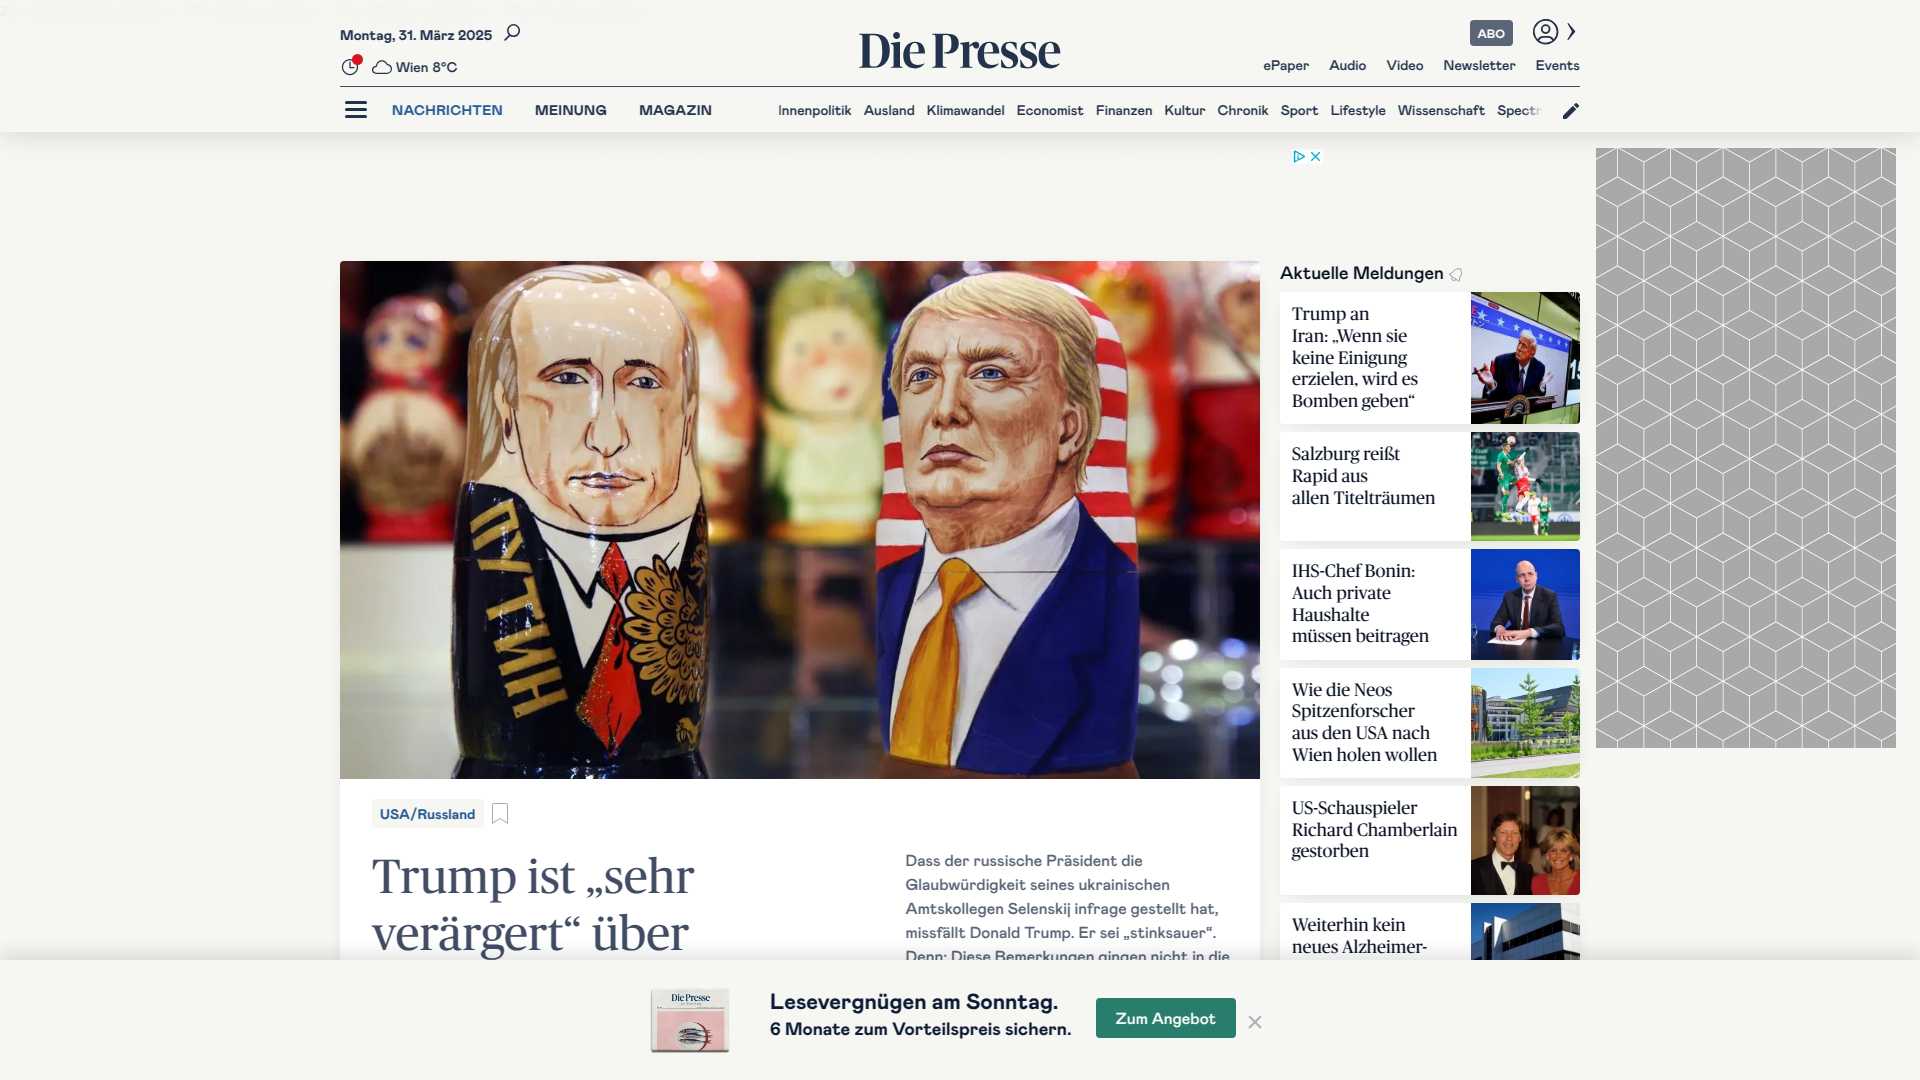 Montag, 31. März 2025
Wien 8°C
Die Presse
ABO
ePaper Audio Video Newsletter Events
NACHRICHTEN MEINUNG MAGAZIN
Innenpolitik Ausland Klimawandel Economist Finanzen Kultur Chronik Sport Lifestyle Wissenschaft
ПУТИН
USA/Russland
Trump ist „sehr
verärgert“ über
Dass der russische Präsident die
Glaubwürdigkeit seines ukrainischen
Amtskollegen Selenskij infrage gestellt hat,
missfällt Donald Trump. Er sei „stinksauer“.
Denn: Diese Bemerkungen gingen nicht in die
Aktuelle Meldungen
Trump an
Iran: „Wenn sie
keine Einigung
erzielen, wird es
Bomben geben“
Salzburg reißt
Rapid aus
allen Titelträumen
IHS-Chef Bonin:
Auch private
Haushalte
müssen beitragen
Wie die Neos
Spitzenforscher
aus den USA nach
Wien holen wollen
US-Schauspieler
Richard Chamberlain
gestorben
Weiterhin kein
neues Alzheimer-
Die Presse
Lesevergnügen am Sonntag.
6 Monate zum Vorteilspreis sichern.
Zum Angebot